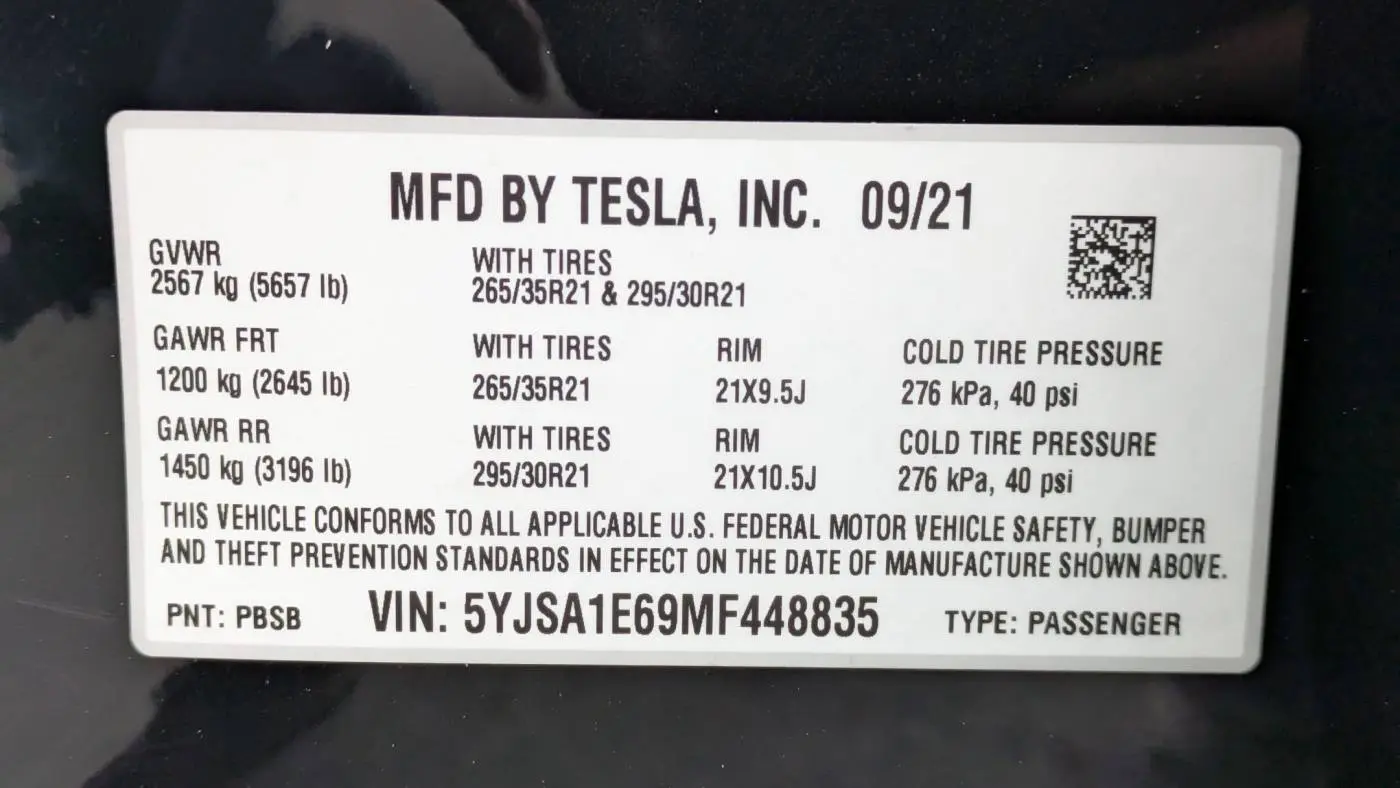 MFD BY TESLA, INC. 09/21
GVWR WITH TIRES
2567 kg (5657 lb) 265/35R21 & 295/30R21
GAWR FRT WITH TIRES RIM COLD TIRE PRESSURE
1200 kg (2645 lb) 265/35R21 21X9.5J 276 kPa, 40 psi
GAWR RR WITH TIRES RIM COLD TIRE PRESSURE
1450 kg (3196 lb) 295/30R21 21X10.5J 276 kPa, 40 psi
THIS VEHICLE CONFORMS TO ALL APPLICABLE U.S. FEDERAL MOTOR VEHICLE SAFETY, BUMPER
AND THEFT PREVENTION STANDARDS IN EFFECT ON THE DATE OF MANUFACTURE SHOWN ABOVE.
PNT: PBSB VIN: 5YJSA1E69MF448835 TYPE: PASSENGER